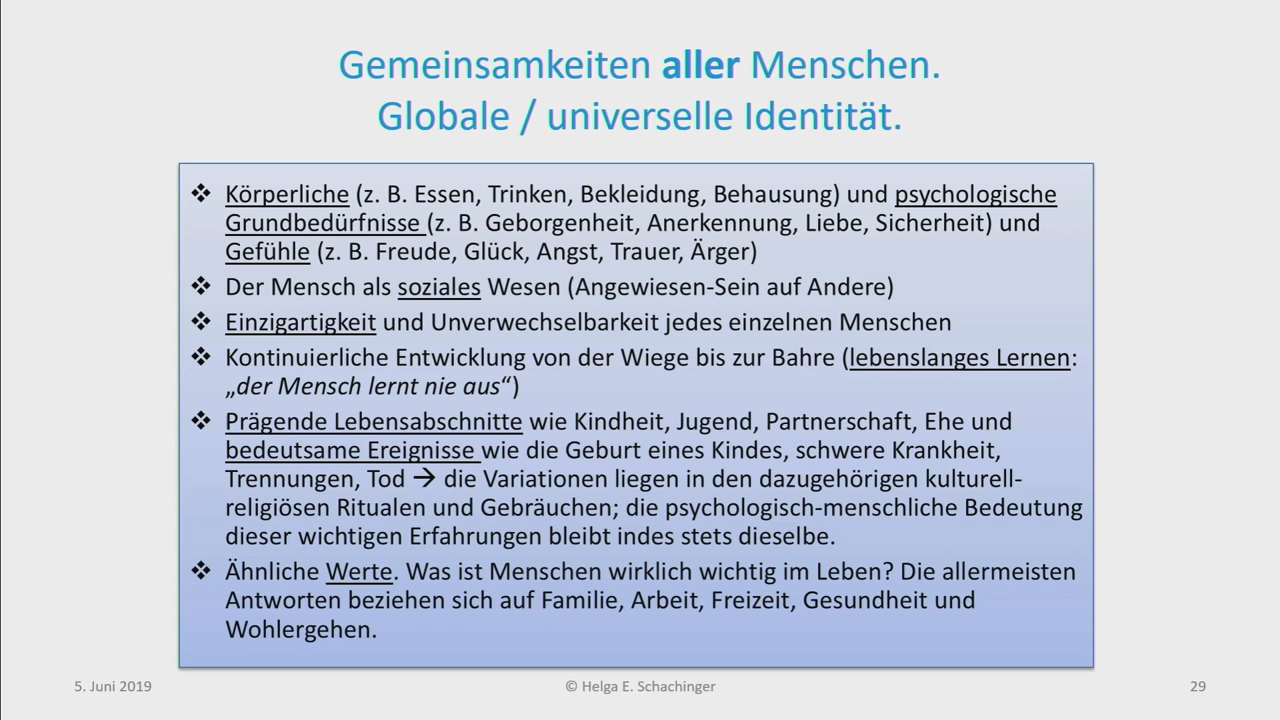 Gemeinsamkeiten aller Menschen.
Globale / universelle Identität.
❖ Körperliche (z. B. Essen, Trinken, Bekleidung, Behausung) und psychologische
Grundbedürfnisse (z. B. Geborgenheit, Anerkennung, Liebe, Sicherheit) und
Gefühle (z. B. Freude, Glück, Angst, Trauer, Ärger)
❖ Der Mensch als soziales Wesen (Angewiesen-Sein auf Andere)
❖ Einzigartigkeit und Unverwechselbarkeit jedes einzelnen Menschen
❖ Kontinuierliche Entwicklung von der Wiege bis zur Bahre (lebenslanges Lernen:
„der Mensch lernt nie aus“)
❖ Prägende Lebensabschnitte wie Kindheit, Jugend, Partnerschaft, Ehe und
bedeutsame Ereignisse wie die Geburt eines Kindes, schwere Krankheit,
Trennungen, Tod → die Variationen liegen in den dazugehörigen kulturell-
religiösen Ritualen und Gebräuchen; die psychologisch-menschliche Bedeutung
dieser wichtigen Erfahrungen bleibt indes stets dieselbe.
❖ Ähnliche Werte. Was ist Menschen wirklich wichtig im Leben? Die allermeisten
Antworten beziehen sich auf Familie, Arbeit, Freizeit, Gesundheit und
Wohlergehen.
5. Juni 2019
© Helga E. Schachinger
29